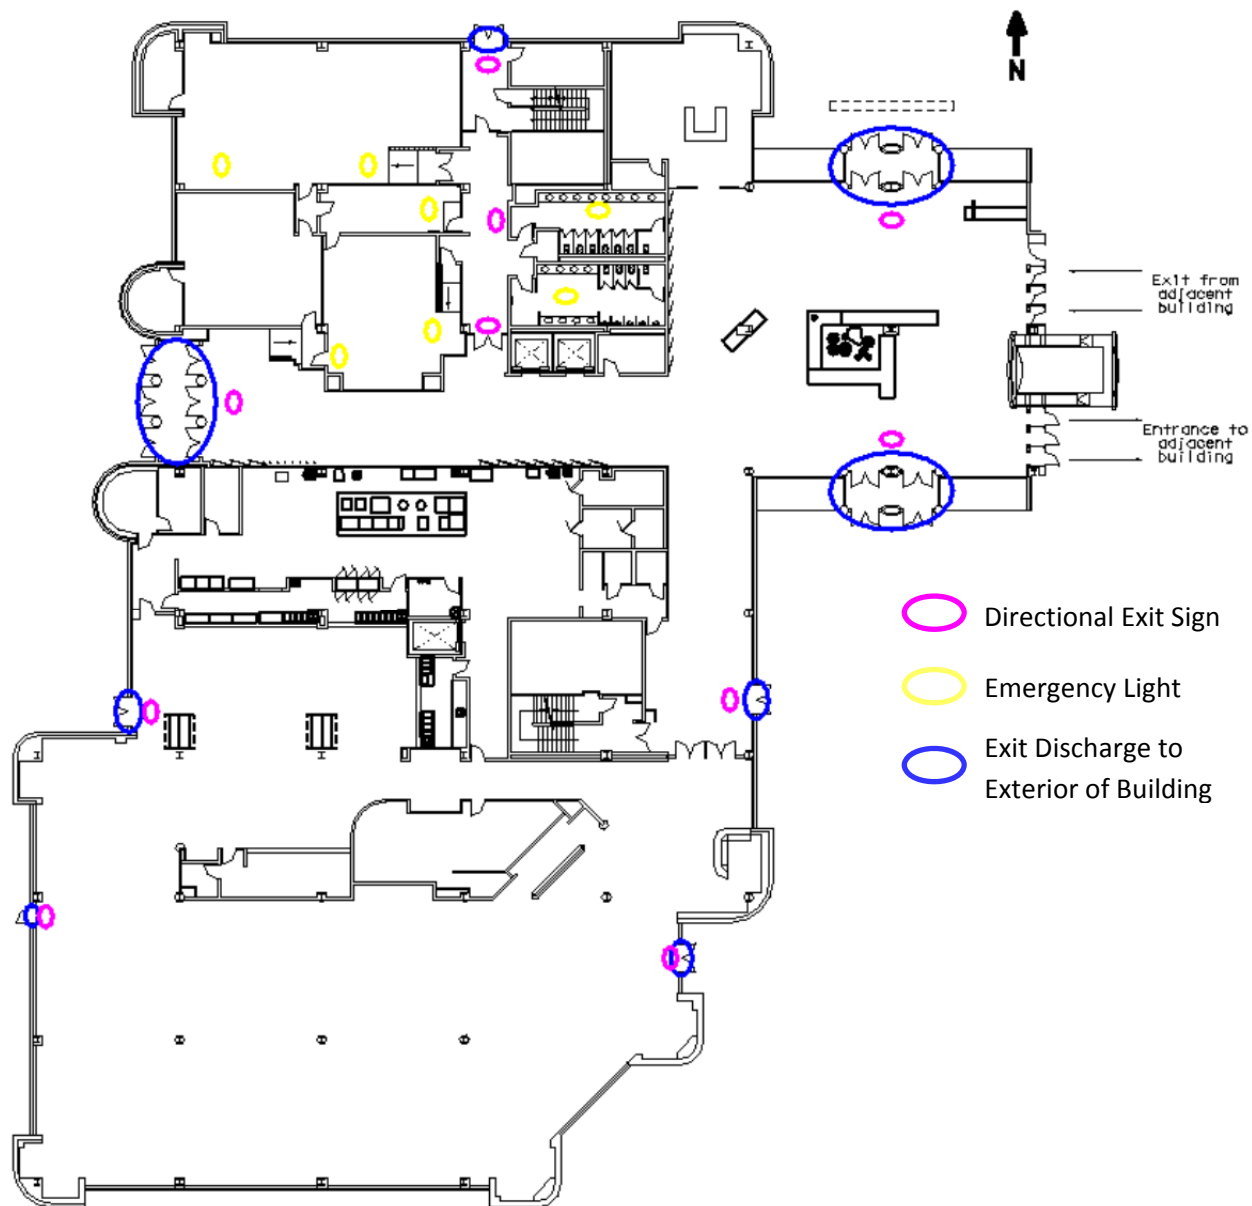 N
Exit from
adjacent
building
Entrance to
adjacent
building
Directional Exit Sign
Emergency Light
Exit Discharge to
Exterior of Building